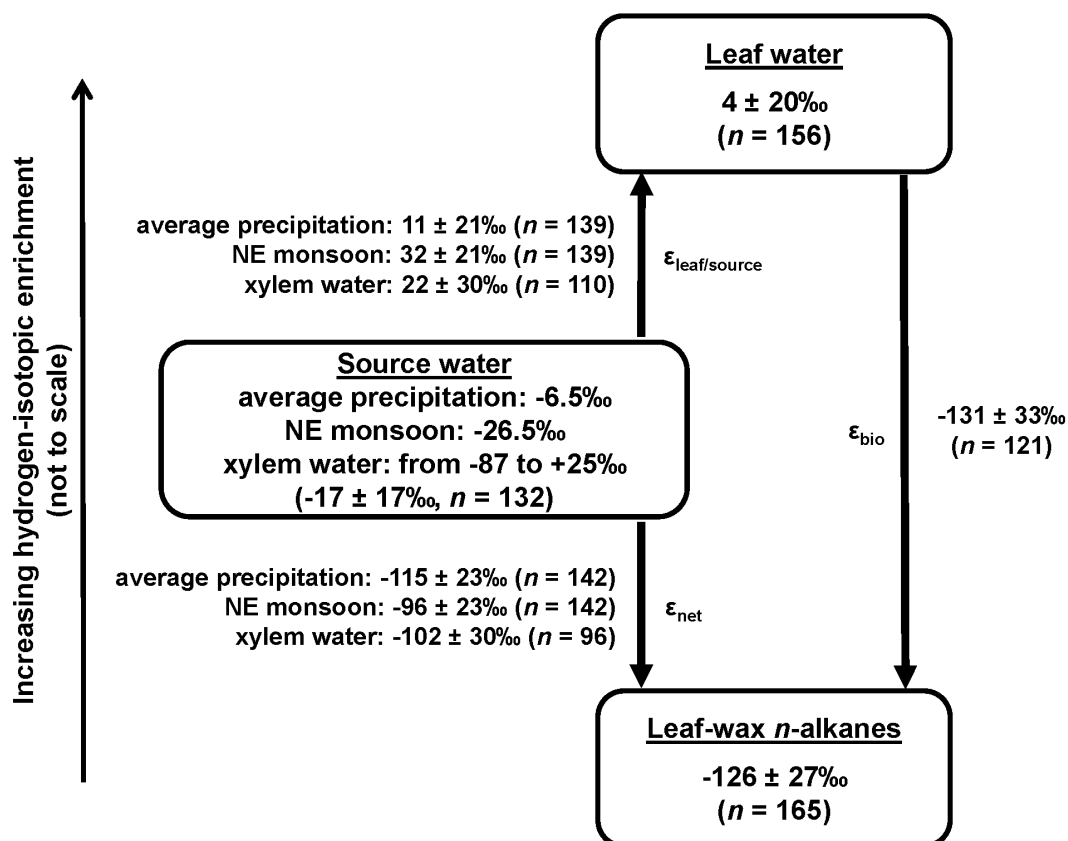 Increasing hydrogen-isotopic enrichment
(not to scale)
Leaf water
4 ± 20‰
(n = 156)
average precipitation: 11 ± 21‰ (n = 139)
NE monsoon: 32 ± 21‰ (n = 139)
xylem water: 22 ± 30‰ (n = 110)
εleaf/source
Source water
average precipitation: -6.5‰
NE monsoon: -26.5‰
xylem water: from -87 to +25‰
(-17 ± 17‰, n = 132)
εbio
-131 ± 33‰
(n = 121)
average precipitation: -115 ± 23‰ (n = 142)
NE monsoon: -96 ± 23‰ (n = 142)
xylem water: -102 ± 30‰ (n = 96)
εnet
Leaf-wax n-alkanes
-126 ± 27‰
(n = 165)